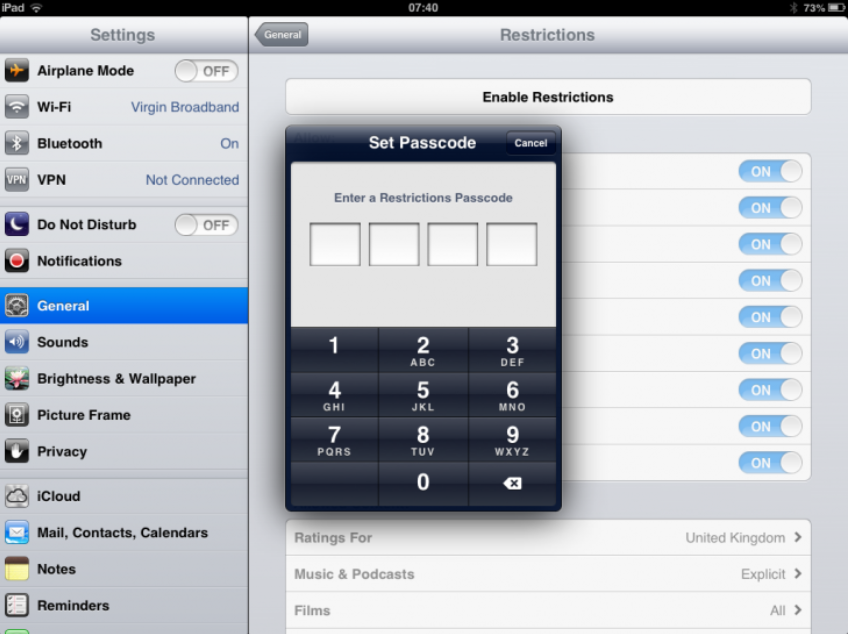 iPad 07:40 73%
Settings
Airplane Mode OFF
Wi-Fi Virgin Broadband
Bluetooth On
VPN VPN Not Connected
Do Not Disturb OFF
Notifications
General
Sounds
Brightness & Wallpaper
Picture Frame
Privacy
iCloud
Mail, Contacts, Calendars
Notes
Reminders
General Restrictions
Enable Restrictions
Set Passcode Cancel
Enter a Restrictions Passcode
1 2 3
ABC DEF
4 5 6
GHI JKL MNO
7 8 9
PQRS TUV WXYZ
0
ON
ON
ON
ON
ON
ON
ON
ON
ON
Ratings For United Kingdom
Music & Podcasts Explicit
Films All